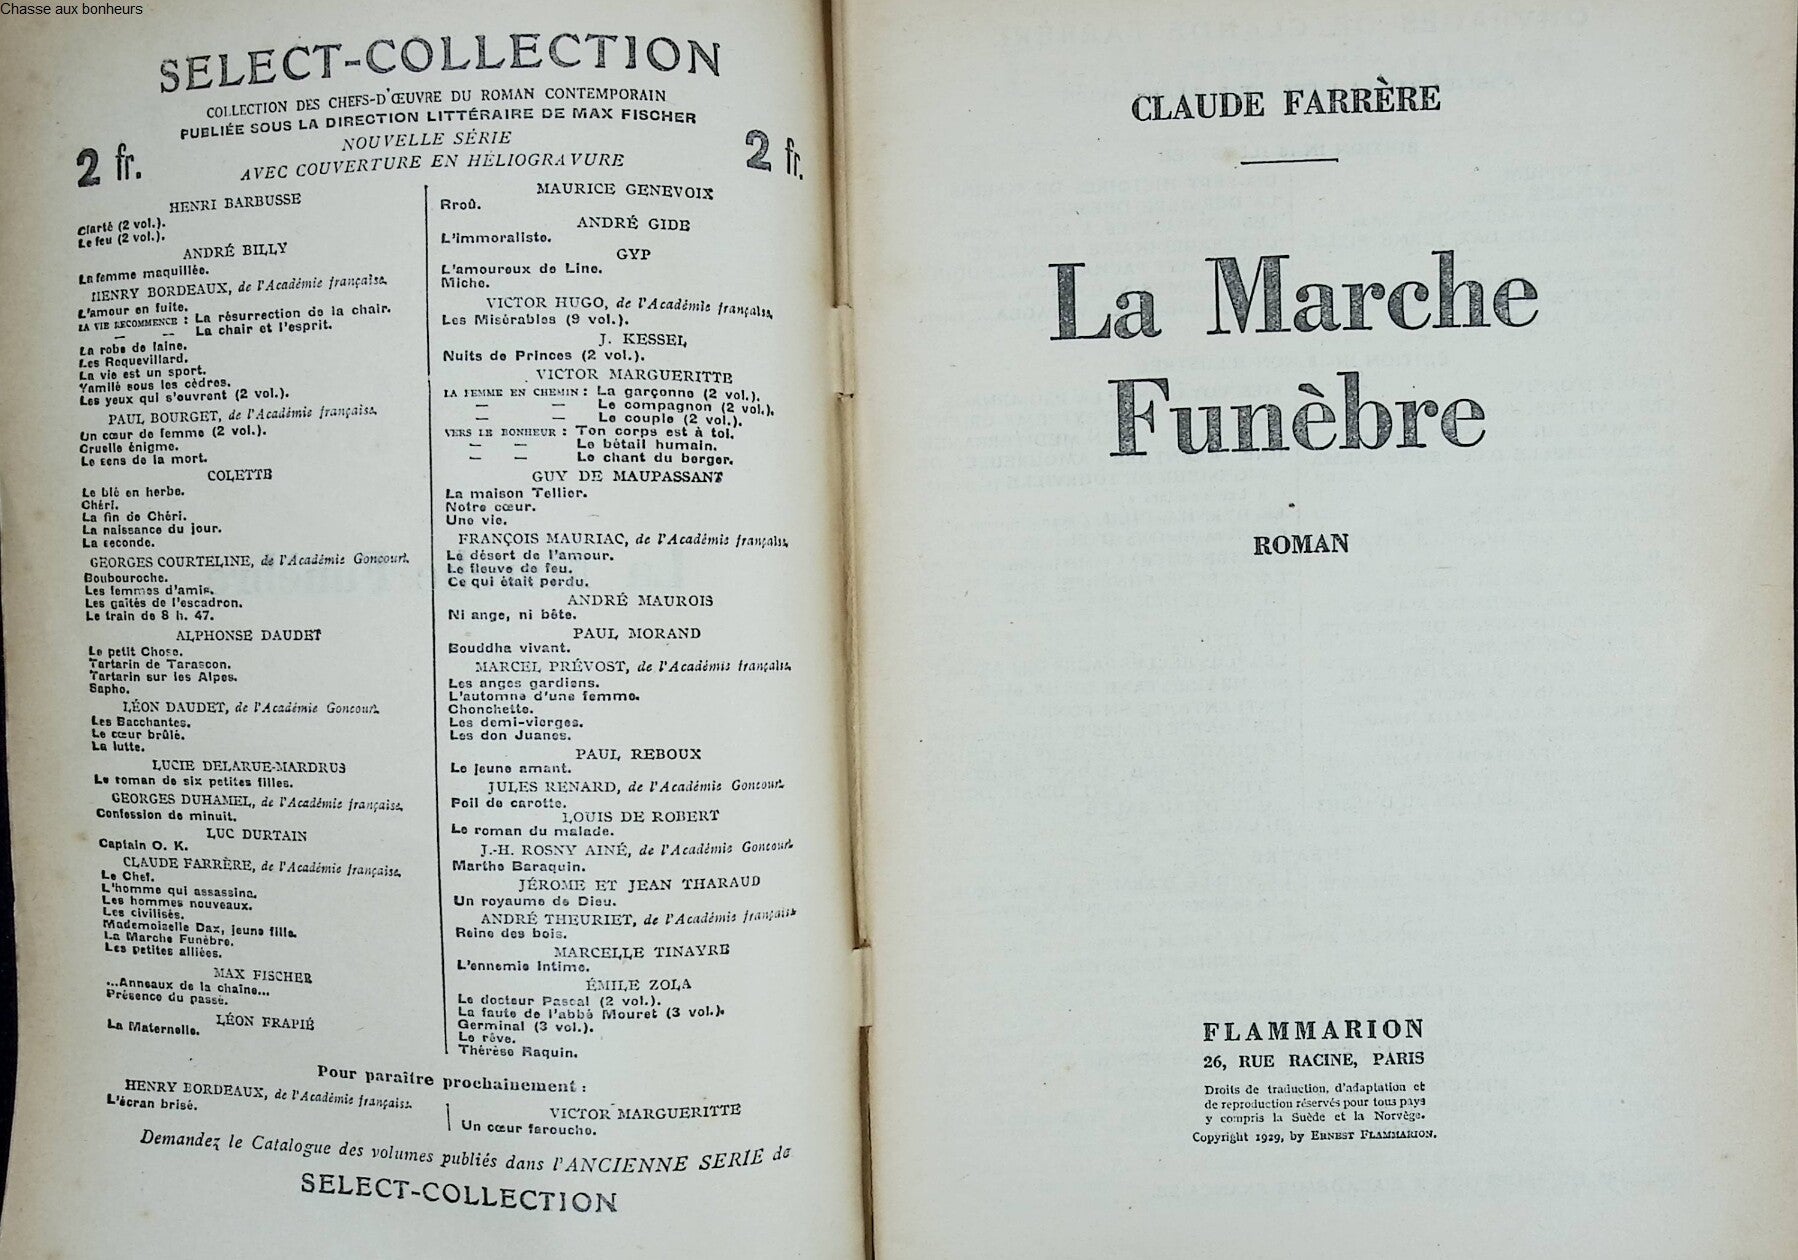 Chasse aux bonheurs
SELECT-COLLECTION
COLLECTION DES CHEFS-D'ŒUVRE DU ROMAN CONTEMPORAIN
PUBLIÉE SOUS LA DIRECTION LITTÉRAIRE DE MAX FISCHER
NOUVELLE SÉRIE
2 fr. AVEC COUVERTURE EN HÉLIOGRAVURE 2 fr.
HENRI BARBUSSE
Clarté (2 vol.).
Le feu (2 vol.).
ANDRÉ BILLY
La femme maquillée.
HENRY BORDEAUX, de l'Académie française.
L'amour en fuite.
LA VIE RECOMMENCE : La résurrection de la chair.
— La chair et l'esprit.
La robe de laine.
Les Roquevillard.
La vie est un sport.
Yamilé sous les cèdres.
Les yeux qui s'ouvrent (2 vol.).
PAUL BOURGET, de l'Académie française.
Un cœur de femme (2 vol.).
Cruelle énigme.
Le sens de la mort.
COLETTE
Le blé en herbe.
Chéri.
La fin de Chéri.
La naissance du jour.
La seconde.
GEORGES COURTELINE, de l'Académie Goncourt.
Boubouroche.
Les femmes d'amis.
Les gaîtés de l'escadron.
Le train de 8 h. 47.
ALPHONSE DAUDET
Le petit Chose.
Tartarin de Tarascon.
Tartarin sur les Alpes.
Sapho.
LÉON DAUDET, de l'Académie Goncourt.
Les Bacchantes.
Le cœur brûlé.
La lutte.
LUCIE DELARUE-MARDRUS
Le roman de six petites filles.
GEORGES DUHAMEL, de l'Académie française.
Confession de minuit.
LUC DURTAIN
Captain O. K.
CLAUDE FARRÈRE, de l'Académie française.
Le Chef.
L'homme qui assassina.
Les hommes nouveaux.
Les civilisés.
Mademoiselle Dax, jeune fille.
La Marche Funèbre.
Les petites alliées.
MAX FISCHER
...Anneaux de la chaîne...
Présence du passé.
LÉON FRAPIÉ
La Maternelle.
MAURICE GENEVOIX
Rroû.
ANDRÉ GIDE
L'immoraliste.
GYP
L'amoureux de Line.
Miche.
VICTOR HUGO, de l'Académie française.
Les Misérables (9 vol.).
J. KESSEL
Nuits de Princes (2 vol.).
VICTOR MARGUERITTE
LA FEMME EN CHEMIN : La garçonne (2 vol.).
— — Le compagnon (2 vol.).
— — Le couple (2 vol.).
VERS LE BONHEUR : Ton corps est à toi.
— — Le bétail humain.
— — Le chant du berger.
GUY DE MAUPASSANT
La maison Tellier.
Notre cœur.
Une vie.
FRANÇOIS MAURIAC, de l'Académie française.
Le désert de l'amour.
Le fleuve de feu.
Ce qui était perdu.
ANDRÉ MAUROIS
Ni ange, ni bête.
PAUL MORAND
Bouddha vivant.
MARCEL PRÉVOST, de l'Académie française.
Les anges gardiens.
L'automne d'une femme.
Chonchette.
Les demi-vierges.
Les don Juanes.
PAUL REBOUX
Le jeune amant.
JULES RENARD, de l'Académie Goncourt.
Poil de carotte.
LOUIS DE ROBERT
Le roman du malade.
J.-H. ROSNY AINÉ, de l'Académie Goncourt.
Marthe Baraquin.
JÉROME ET JEAN THARAUD
Un royaume de Dieu.
ANDRÉ THEURIET, de l'Académie française.
Reine des bois.
MARCELLE TINAYRE
L'ennemie intime.
ÉMILE ZOLA
Le docteur Pascal (2 vol.).
La faute de l'abbé Mouret (3 vol.).
Germinal (3 vol.).
Le rêve.
Thérèse Raquin.
Pour paraître prochainement :
HENRY BORDEAUX, de l'Académie française.
L'écran brisé.
VICTOR MARGUERITTE
Un cœur farouche.
Demandez le Catalogue des volumes publiés dans l'ANCIENNE SERIE de
SELECT-COLLECTION
CLAUDE FARRÈRE
La Marche
Funèbre
ROMAN
FLAMMARION
26, RUE RACINE, PARIS
Droits de traduction, d'adaptation et
de reproduction réservés pour tous pays
y compris la Suède et la Norvège.
Copyright 1929, by ERNEST FLAMMARION.